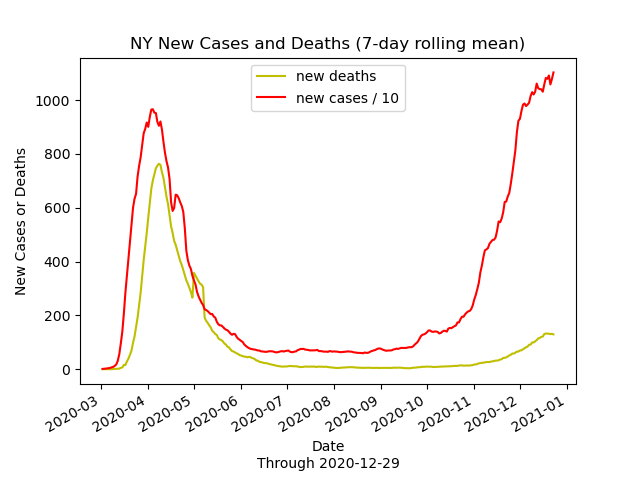 NY New Cases and Deaths (7-day rolling mean)
new deaths
new cases / 10
New Cases or Deaths
1000
800
600
400
200
0
2020-03
2020-04
2020-05
2020-06
2020-07
2020-08
2020-09
2020-10
2020-11
2020-12
2021-01
Date
Through 2020-12-29